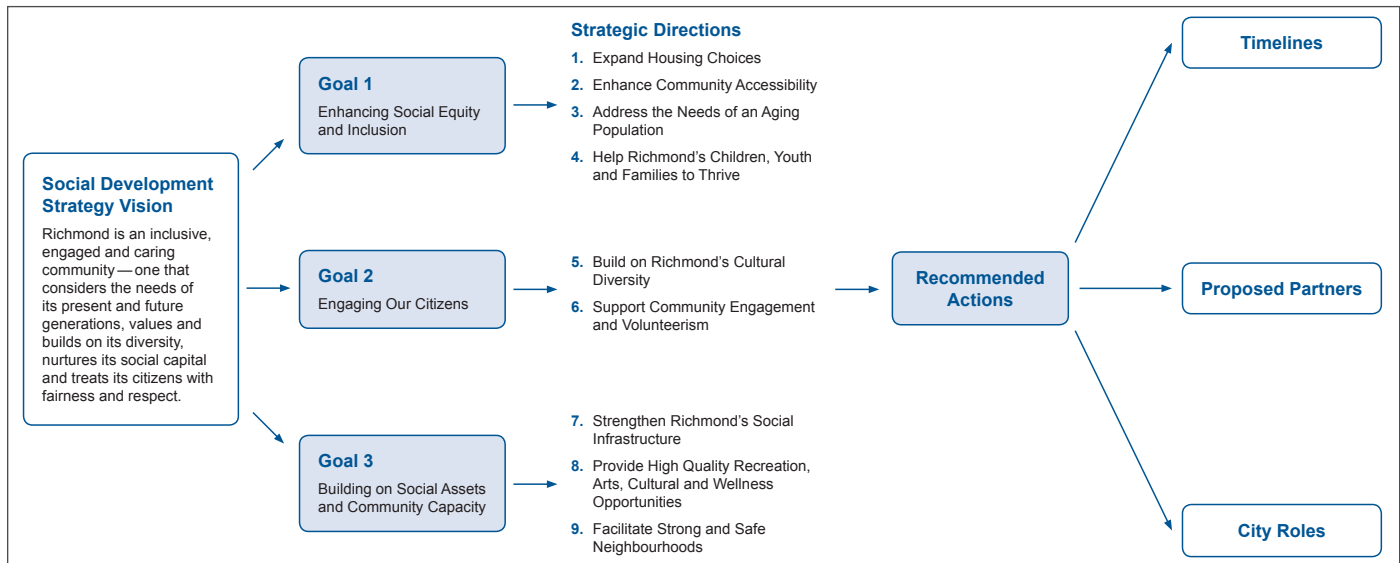 Social Development
Strategy Vision
Richmond is an inclusive,
engaged and caring
community — one that
considers the needs of
its present and future
generations, values and
builds on its diversity,
nurtures its social capital
and treats its citizens with
fairness and respect.
Goal 1
Enhancing Social Equity
and Inclusion
Goal 2
Engaging Our Citizens
Goal 3
Building on Social Assets
and Community Capacity
Strategic Directions
1. Expand Housing Choices
2. Enhance Community Accessibility
3. Address the Needs of an Aging
Population
4. Help Richmond’s Children, Youth
and Families to Thrive
5. Build on Richmond’s Cultural
Diversity
6. Support Community Engagement
and Volunteerism
7. Strengthen Richmond’s Social
Infrastructure
8. Provide High Quality Recreation,
Arts, Cultural and Wellness
Opportunities
9. Facilitate Strong and Safe
Neighbourhoods
Recommended
Actions
Timelines
Proposed Partners
City Roles